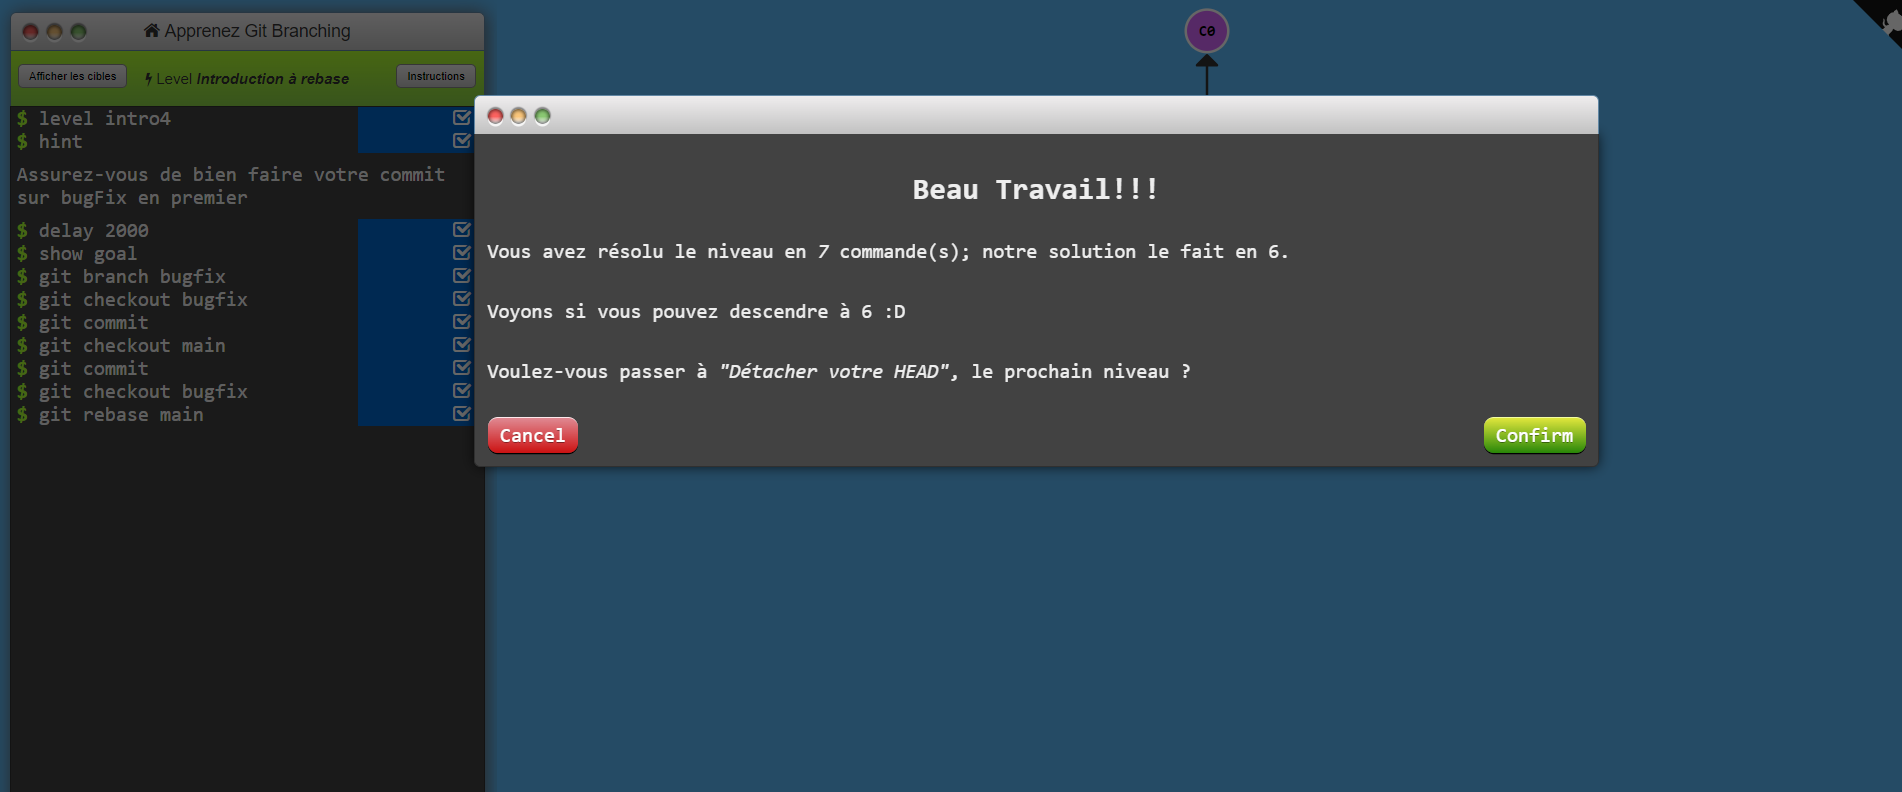 Apprenez Git Branching
Afficher les cibles
Level Introduction à rebase
Instructions
$ level intro4
$ hint
Assurez-vous de bien faire votre commit
sur bugFix en premier
$ delay 2000
$ show goal
$ git branch bugfix
$ git checkout bugfix
$ git commit
$ git checkout main
$ git commit
$ git checkout bugfix
$ git rebase main
C0
Beau Travail!!!
Vous avez résolu le niveau en 7 commande(s); notre solution le fait en 6.
Voyons si vous pouvez descendre à 6 :D
Voulez-vous passer à "Détacher votre HEAD", le prochain niveau ?
Cancel
Confirm